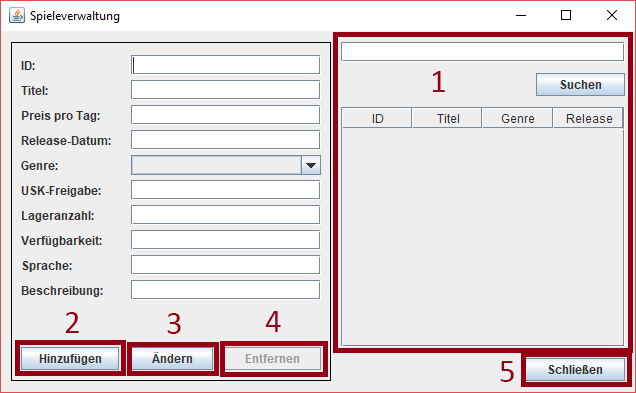 Spieleverwaltung
ID:
Titel:
Preis pro Tag:
Release-Datum:
Genre:
USK-Freigabe:
Lageranzahl:
Verfügbarkeit:
Sprache:
Beschreibung:
2 3 4
Hinzufügen Ändern Entfernen
1
Suchen
ID Titel Genre Release
5 Schließen